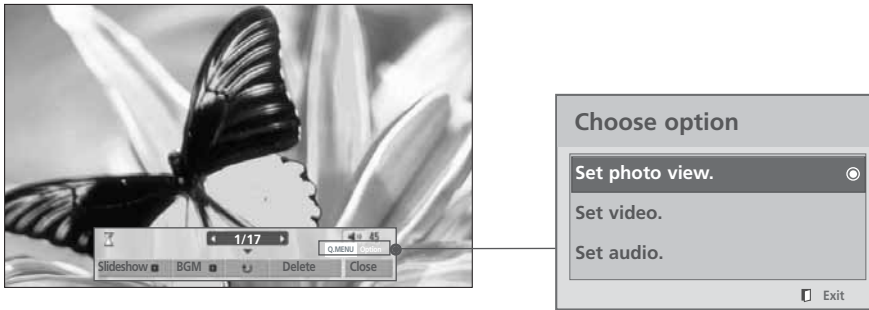 1/17
45
Q.MENU Option
Slideshow BGM Delete Close
Choose option
Set photo view.
Set video.
Set audio.
Exit